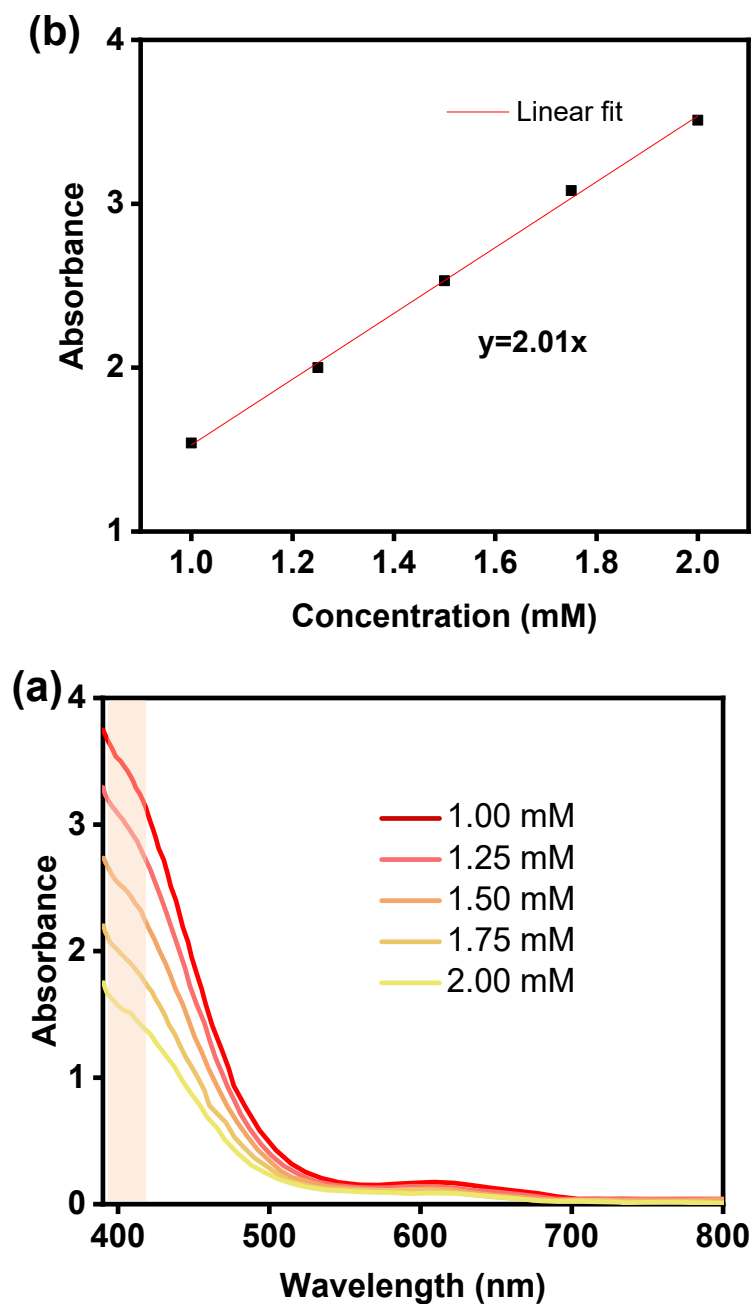 (b)
4
3
2
1
Absorbance
Linear fit
y=2.01x
1.0 1.2 1.4 1.6 1.8 2.0
Concentration (mM)
(a)
4
3
2
1
0
Absorbance
1.00 mM
1.25 mM
1.50 mM
1.75 mM
2.00 mM
400 500 600 700 800
Wavelength (nm)